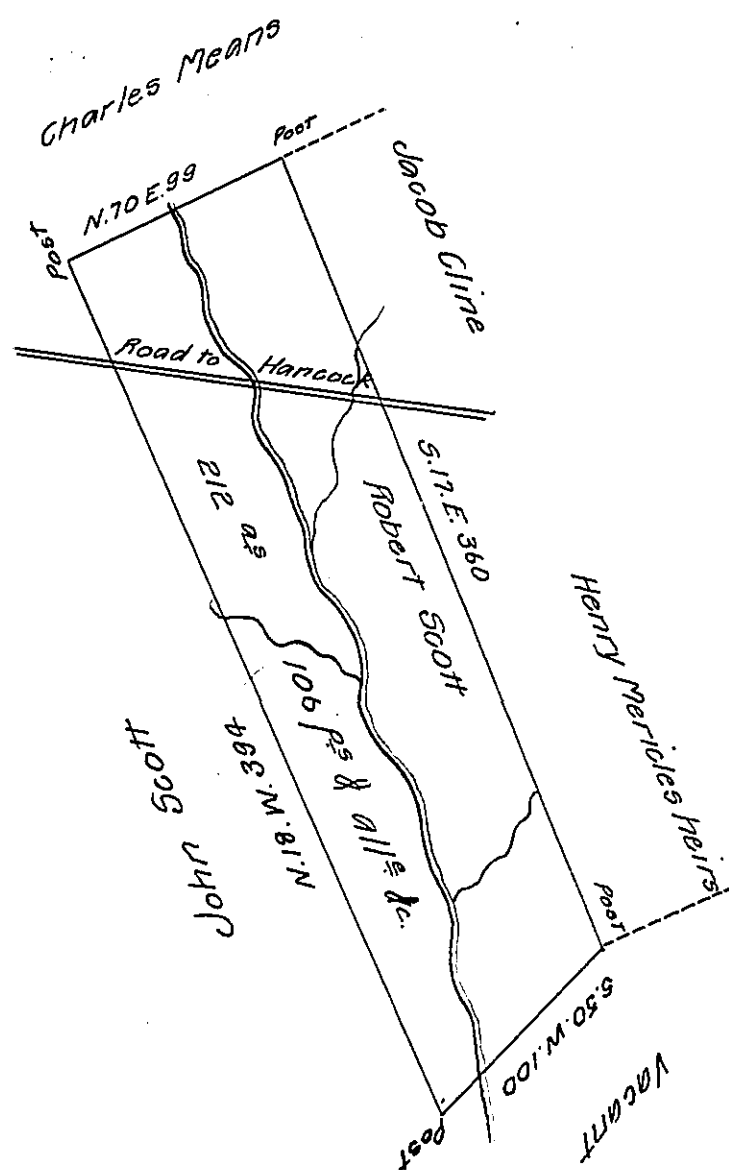 Charles Means
Post
N.70 E.99
Post
Jacob Cline
Road to Hancock
S.17.E. 360
212 as
Robert Scott
Henry Mericles heirs
106 ps & alls &c.
John Scott
N.18.W.394
Post
S.50.W.100
Vacant
Post